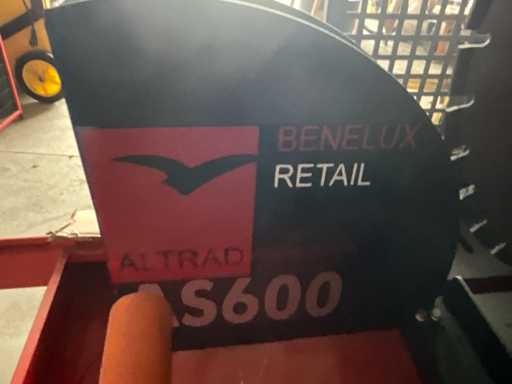 BENELUX
RETAIL
ALTRAD
AS600